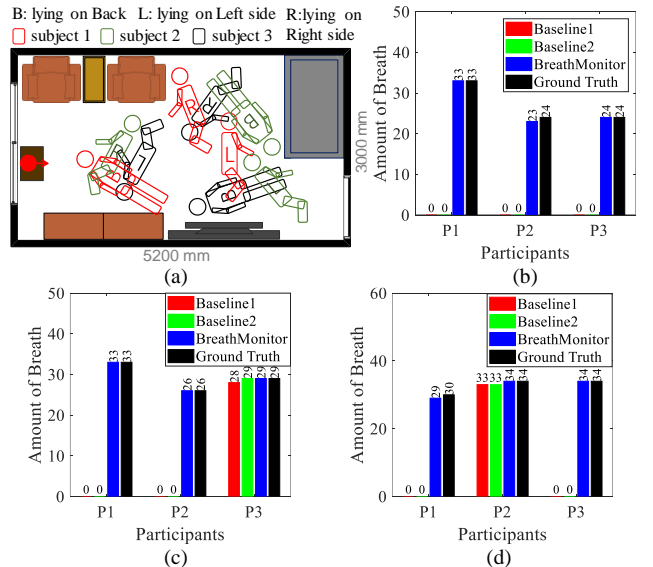 B: lying on Back L: lying on Left side R:lying on Right side
subject 1 subject 2 subject 3
B
R
R
B
L
L
L
B
R
3000 mm
5200 mm
(a)
50
40
30
20
10
0
Amount of Breath
Baseline1
Baseline2
BreathMonitor
Ground Truth
0 0 33 33
0 0 23 24
0 0 24 24
P1 P2 P3
Participants
(b)
50
40
30
20
10
0
Amount of Breath
Baseline1
Baseline2
BreathMonitor
Ground Truth
0 0 33 33
0 0 26 26
28 29 29 29
P1 P2 P3
Participants
(c)
60
40
20
0
Amount of Breath
Baseline1
Baseline2
BreathMonitor
Ground Truth
0 0 29 30
33 33 34 34
0 0 34 34
P1 P2 P3
Participants
(d)